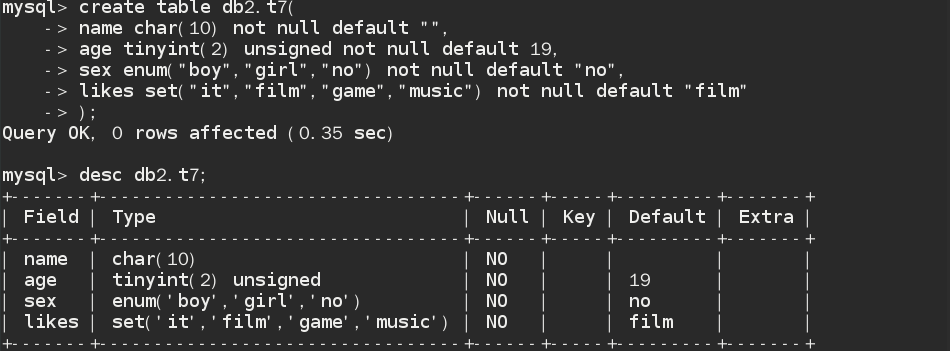 mysql> create table db2.t7(
    -> name char(10) not null default "",
    -> age tinyint(2) unsigned not null default 19,
    -> sex enum("boy","girl","no") not null default "no",
    -> likes set("it","film","game","music") not null default "film"
    -> );
Query OK, 0 rows affected (0.35 sec)

mysql> desc db2.t7;
+-------+---------------------------------+------+-----+---------+-------+
| Field | Type                            | Null | Key | Default | Extra |
+-------+---------------------------------+------+-----+---------+-------+
| name  | char(10)                        | NO   |     |         |       |
| age   | tinyint(2) unsigned             | NO   |     | 19      |       |
| sex   | enum('boy','girl','no')         | NO   |     | no      |       |
| likes | set('it','film','game','music') | NO   |     | film    |       |
+-------+---------------------------------+------+-----+---------+-------+